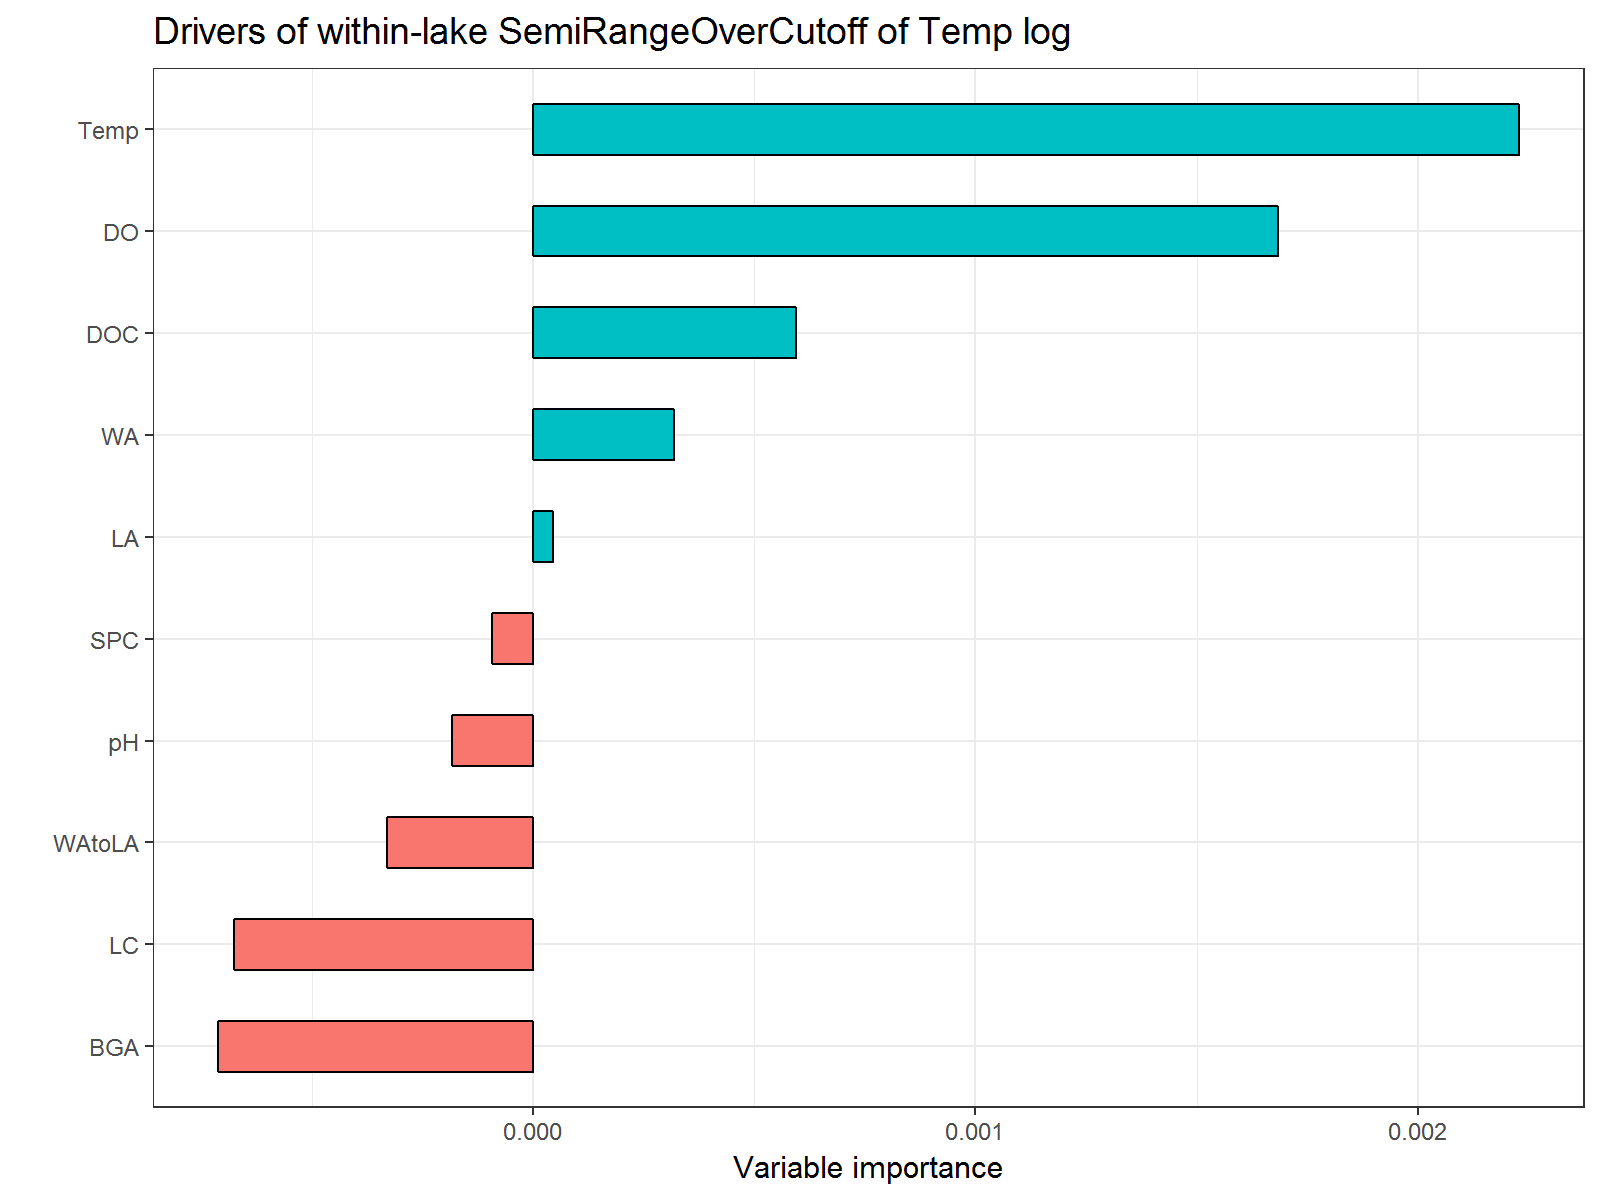 Drivers of within-lake SemiRangeOverCutoff of Temp log
Temp
DO
DOC
WA
LA
SPC
pH
WAtoLA
LC
BGA
0.000
0.001
0.002
Variable importance